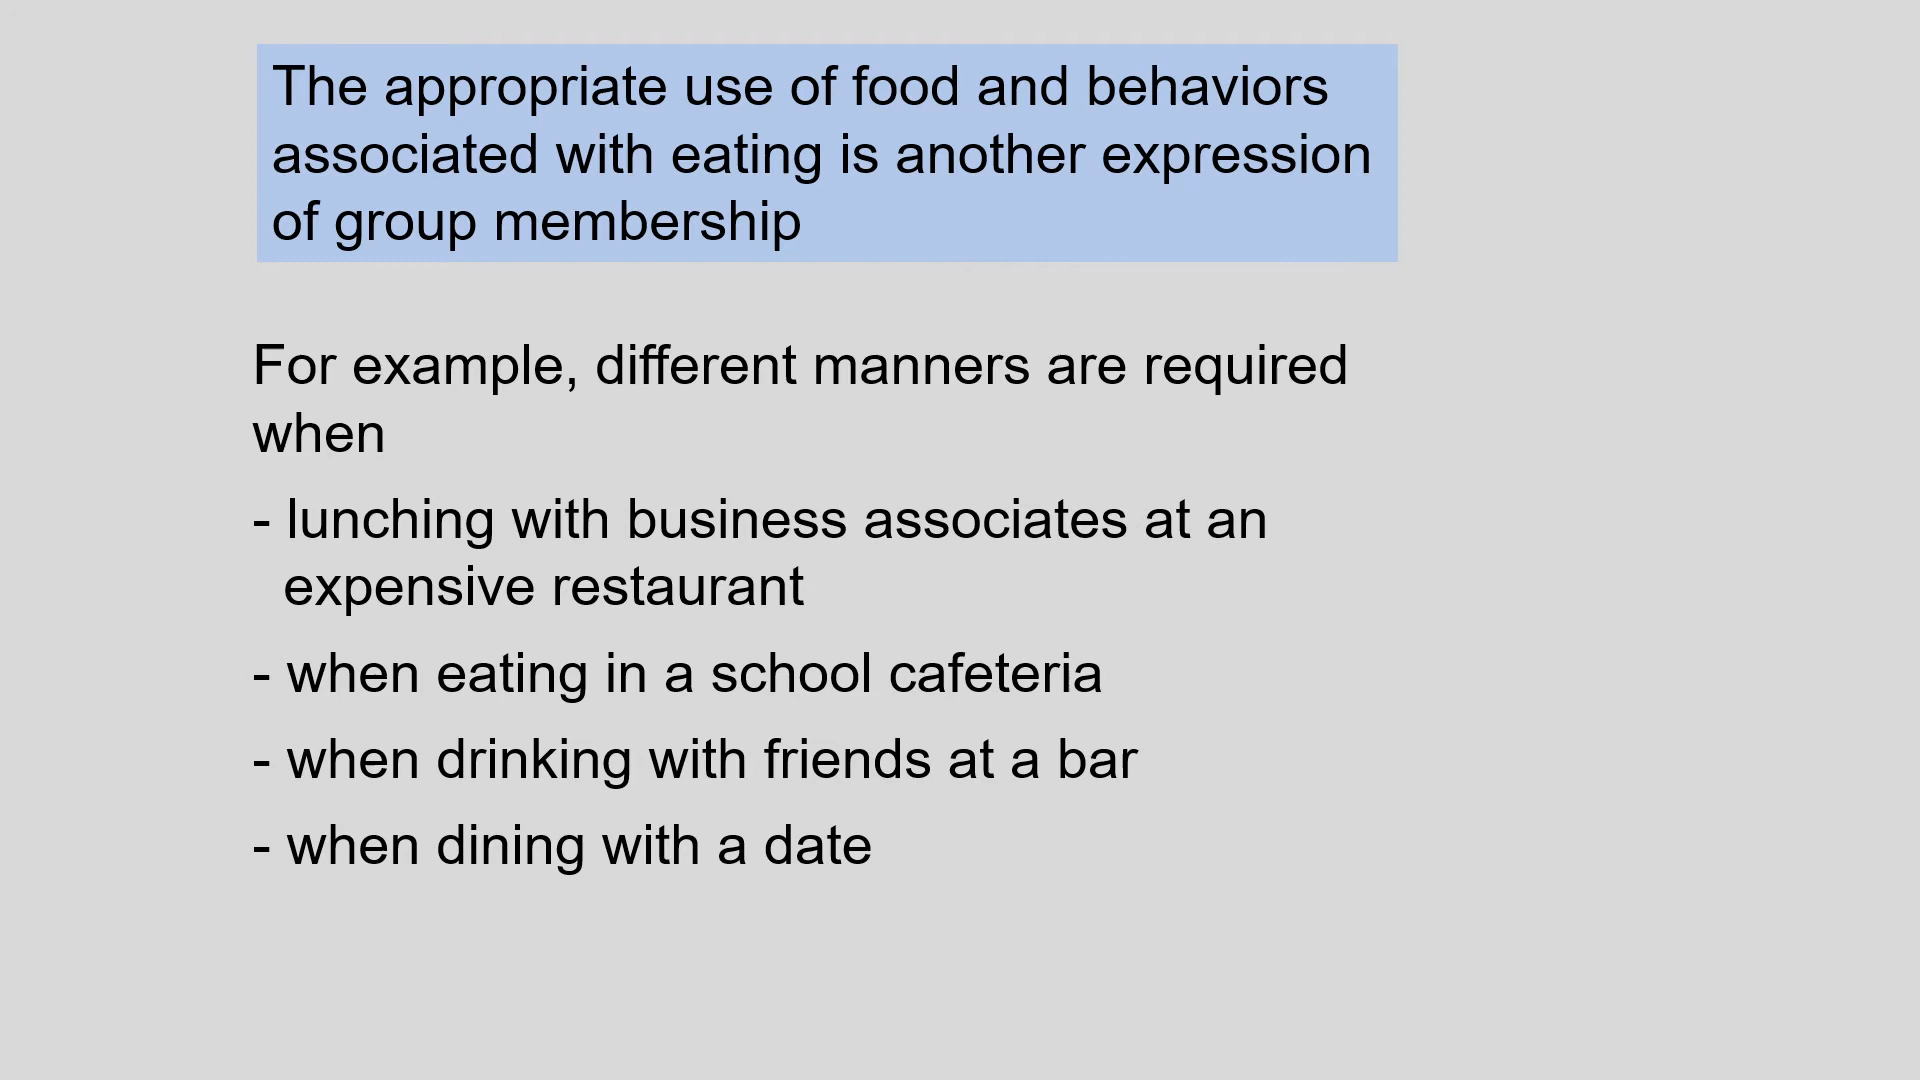 The appropriate use of food and behaviors
associated with eating is another expression
of group membership
For example, different manners are required
when
- lunching with business associates at an
expensive restaurant
- when eating in a school cafeteria
- when drinking with friends at a bar
- when dining with a date